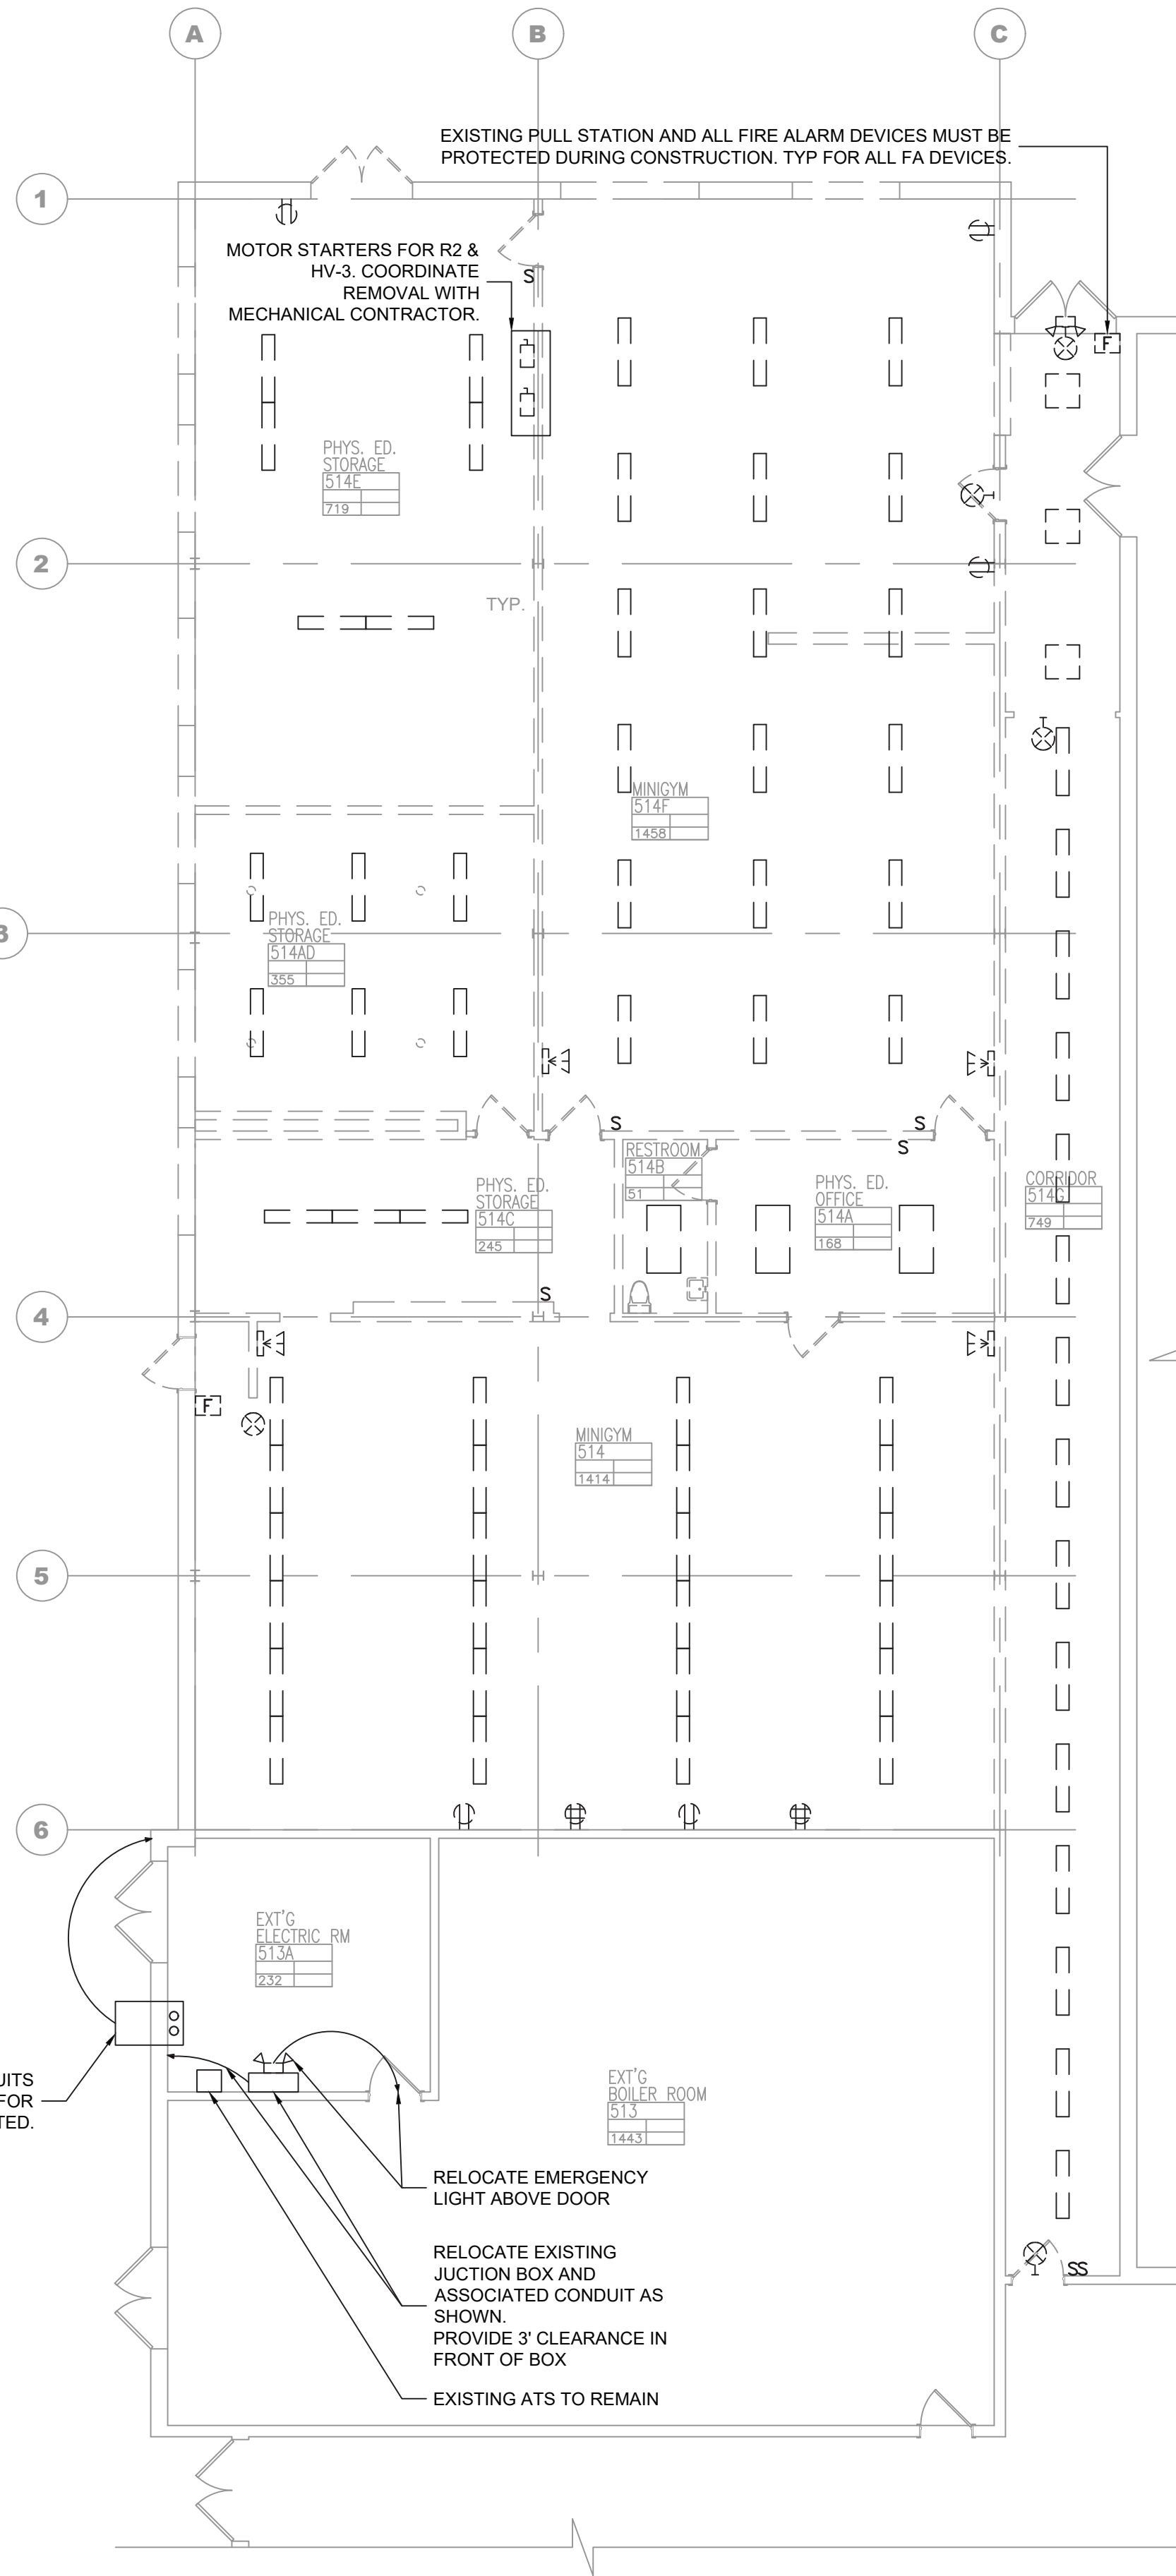 A
B
C
EXISTING PULL STATION AND ALL FIRE ALARM DEVICES MUST BE
PROTECTED DURING CONSTRUCTION. TYP FOR ALL FA DEVICES.
1
MOTOR STARTERS FOR R2 &
HV-3. COORDINATE
REMOVAL WITH
MECHANICAL CONTRACTOR.
S
F
PHYS. ED.
STORAGE
514E
719
2
TYP.
MINIGYM
514F
1458
3
PHYS. ED.
STORAGE
514AD
355
S
S
S
RESTROOM
514B
51
PHYS. ED.
STORAGE
514C
245
PHYS. ED.
OFFICE
514A
168
CORRIDOR
514G
749
S
4
F
MINIGYM
514
1414
5
6
EXT'G
ELECTRIC RM
513A
232
UITS
FOR
TED.
EXT'G
BOILER ROOM
513
1443
RELOCATE EMERGENCY
LIGHT ABOVE DOOR
SS
RELOCATE EXISTING
JUCTION BOX AND
ASSOCIATED CONDUIT AS
SHOWN.
PROVIDE 3' CLEARANCE IN
FRONT OF BOX
EXISTING ATS TO REMAIN